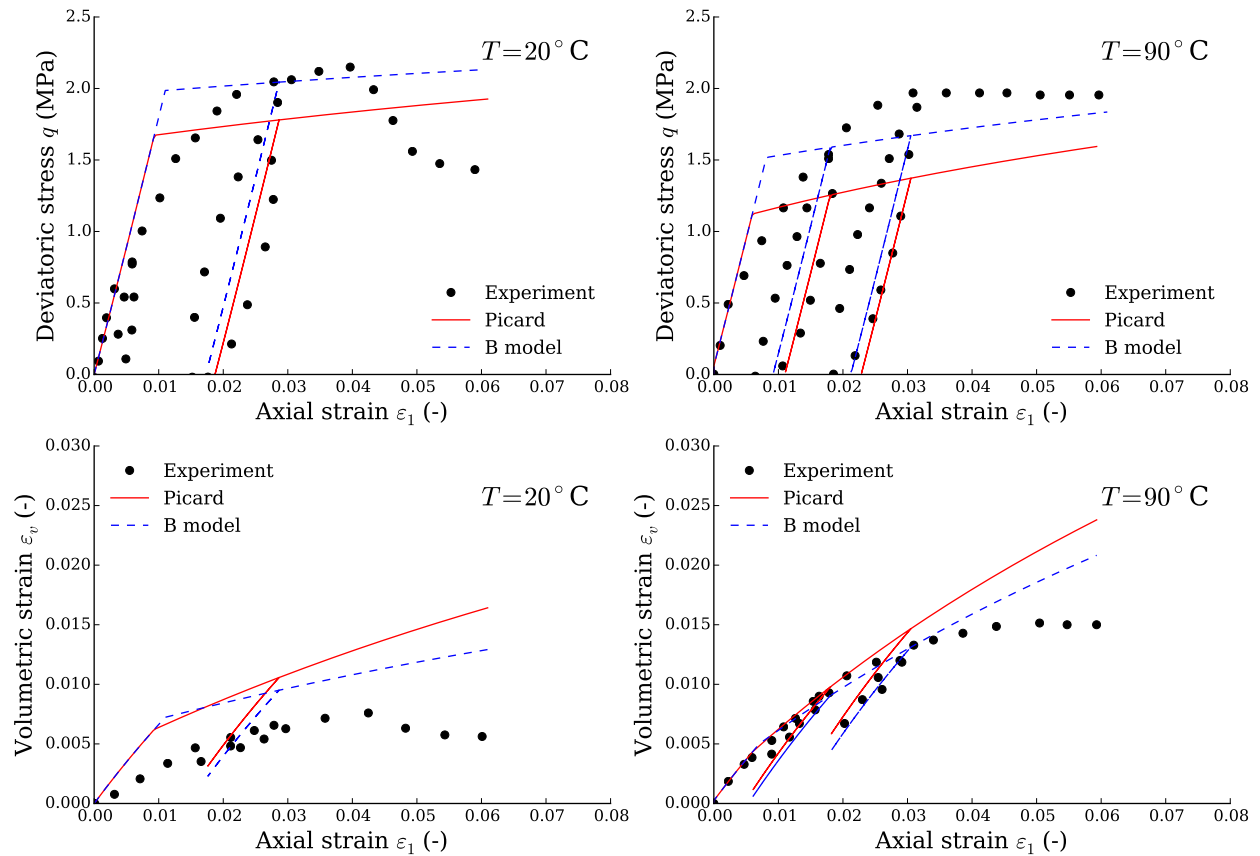 2.5
2.0
1.5
1.0
0.5
0.0
0.00 0.01 0.02 0.03 0.04 0.05 0.06 0.07 0.08
Deviatoric stress q (MPa)
Axial strain ε₁ (-)
T=20°C
Experiment
Picard
B model
2.5
2.0
1.5
1.0
0.5
0.0
0.00 0.01 0.02 0.03 0.04 0.05 0.06 0.07 0.08
Deviatoric stress q (MPa)
Axial strain ε₁ (-)
T=90°C
Experiment
Picard
B model
0.030
0.025
0.020
0.015
0.010
0.005
0.000
0.00 0.01 0.02 0.03 0.04 0.05 0.06 0.07 0.08
Volumetric strain εᵥ (-)
Axial strain ε₁ (-)
T=20°C
Experiment
Picard
B model
0.030
0.025
0.020
0.015
0.010
0.005
0.000
0.00 0.01 0.02 0.03 0.04 0.05 0.06 0.07 0.08
Volumetric strain εᵥ (-)
Axial strain ε₁ (-)
T=90°C
Experiment
Picard
B model